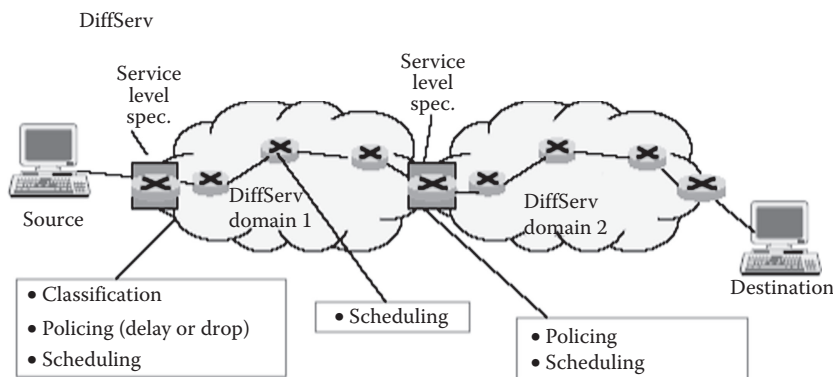 DiffServ
Service
level
spec.
Service
level
spec.
Source
DiffServ
domain 1
DiffServ
domain 2
Destination
• Classification
• Policing (delay or drop)
• Scheduling
• Scheduling
• Policing
• Scheduling